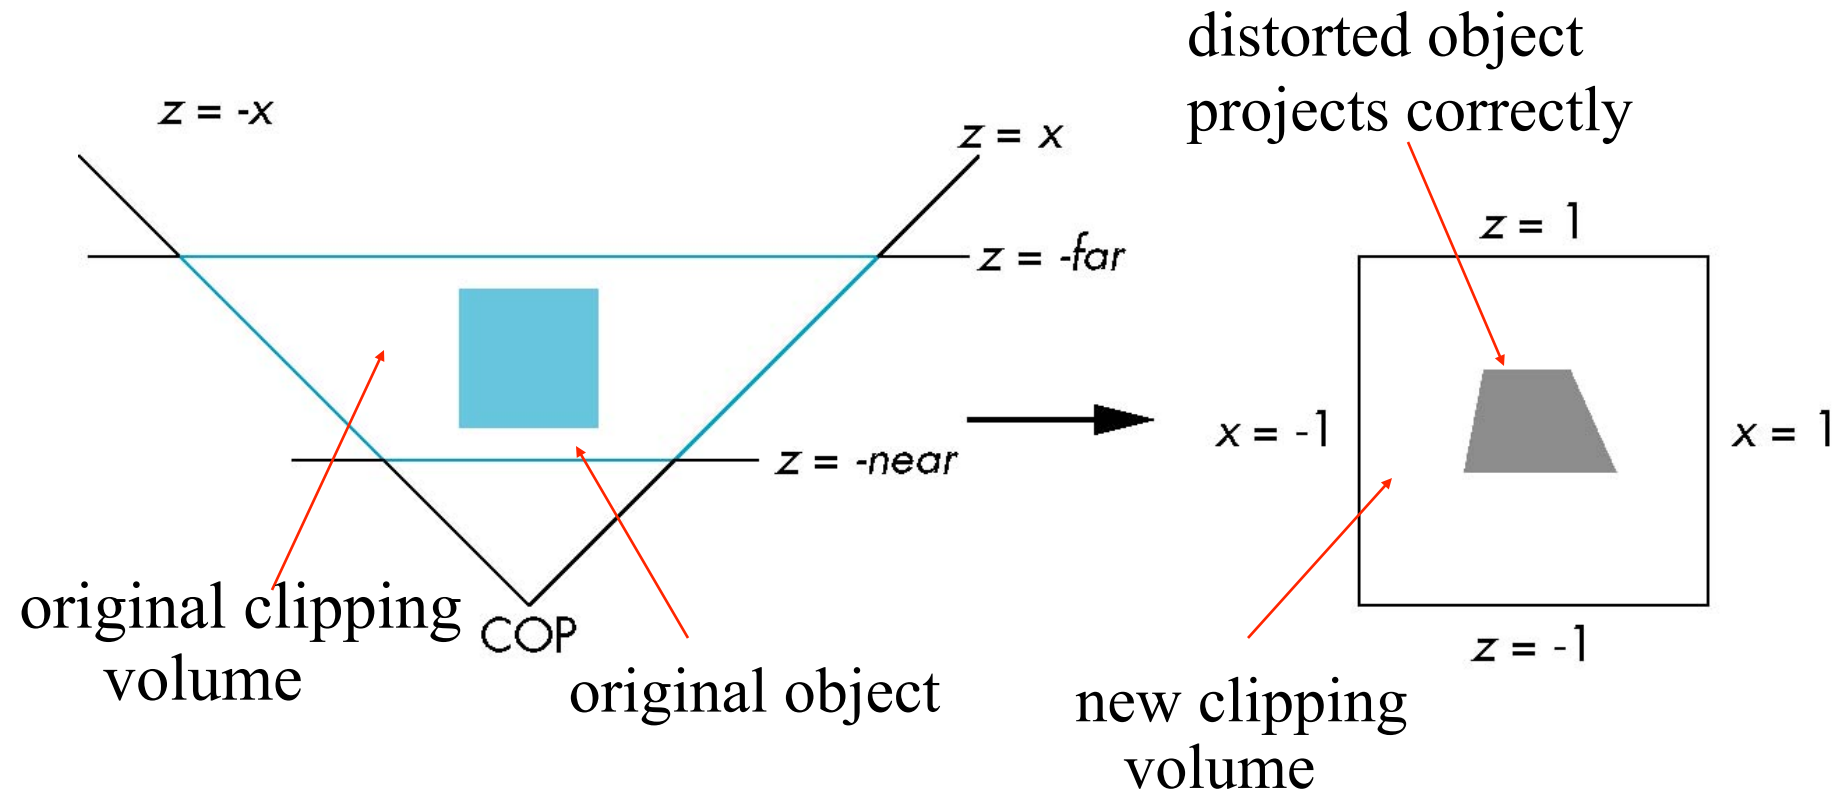 distorted object
projects correctly
z = -x
z = x
z = 1
z = -far
x = -1
x = 1
z = -near
original clipping
volume
COP
original object
z = -1
new clipping
volume